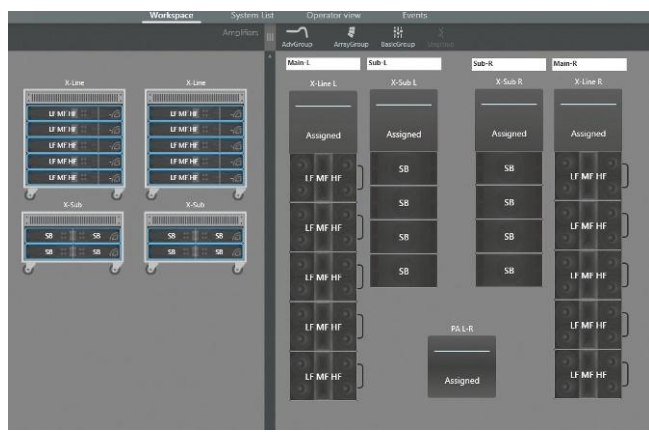 Workspace System List Operator view Events
Amplifiers
AdvGroup ArrayGroup BasicGroup
Main-L Sub-L Sub-R Main-R
X-Line X-Line
LF MF HF LF MF HF
LF MF HF LF MF HF
LF MF HF LF MF HF
LF MF HF LF MF HF
LF MF HF LF MF HF
X-Sub X-Sub
SB SB SB SB
SB SB SB SB
X-Line L X-Sub L X-Sub R X-Line R
Assigned Assigned Assigned Assigned
LF MF HF SB SB LF MF HF
LF MF HF SB SB LF MF HF
LF MF HF SB SB LF MF HF
LF MF HF SB SB LF MF HF
LF MF HF LF MF HF
PA L-R
Assigned